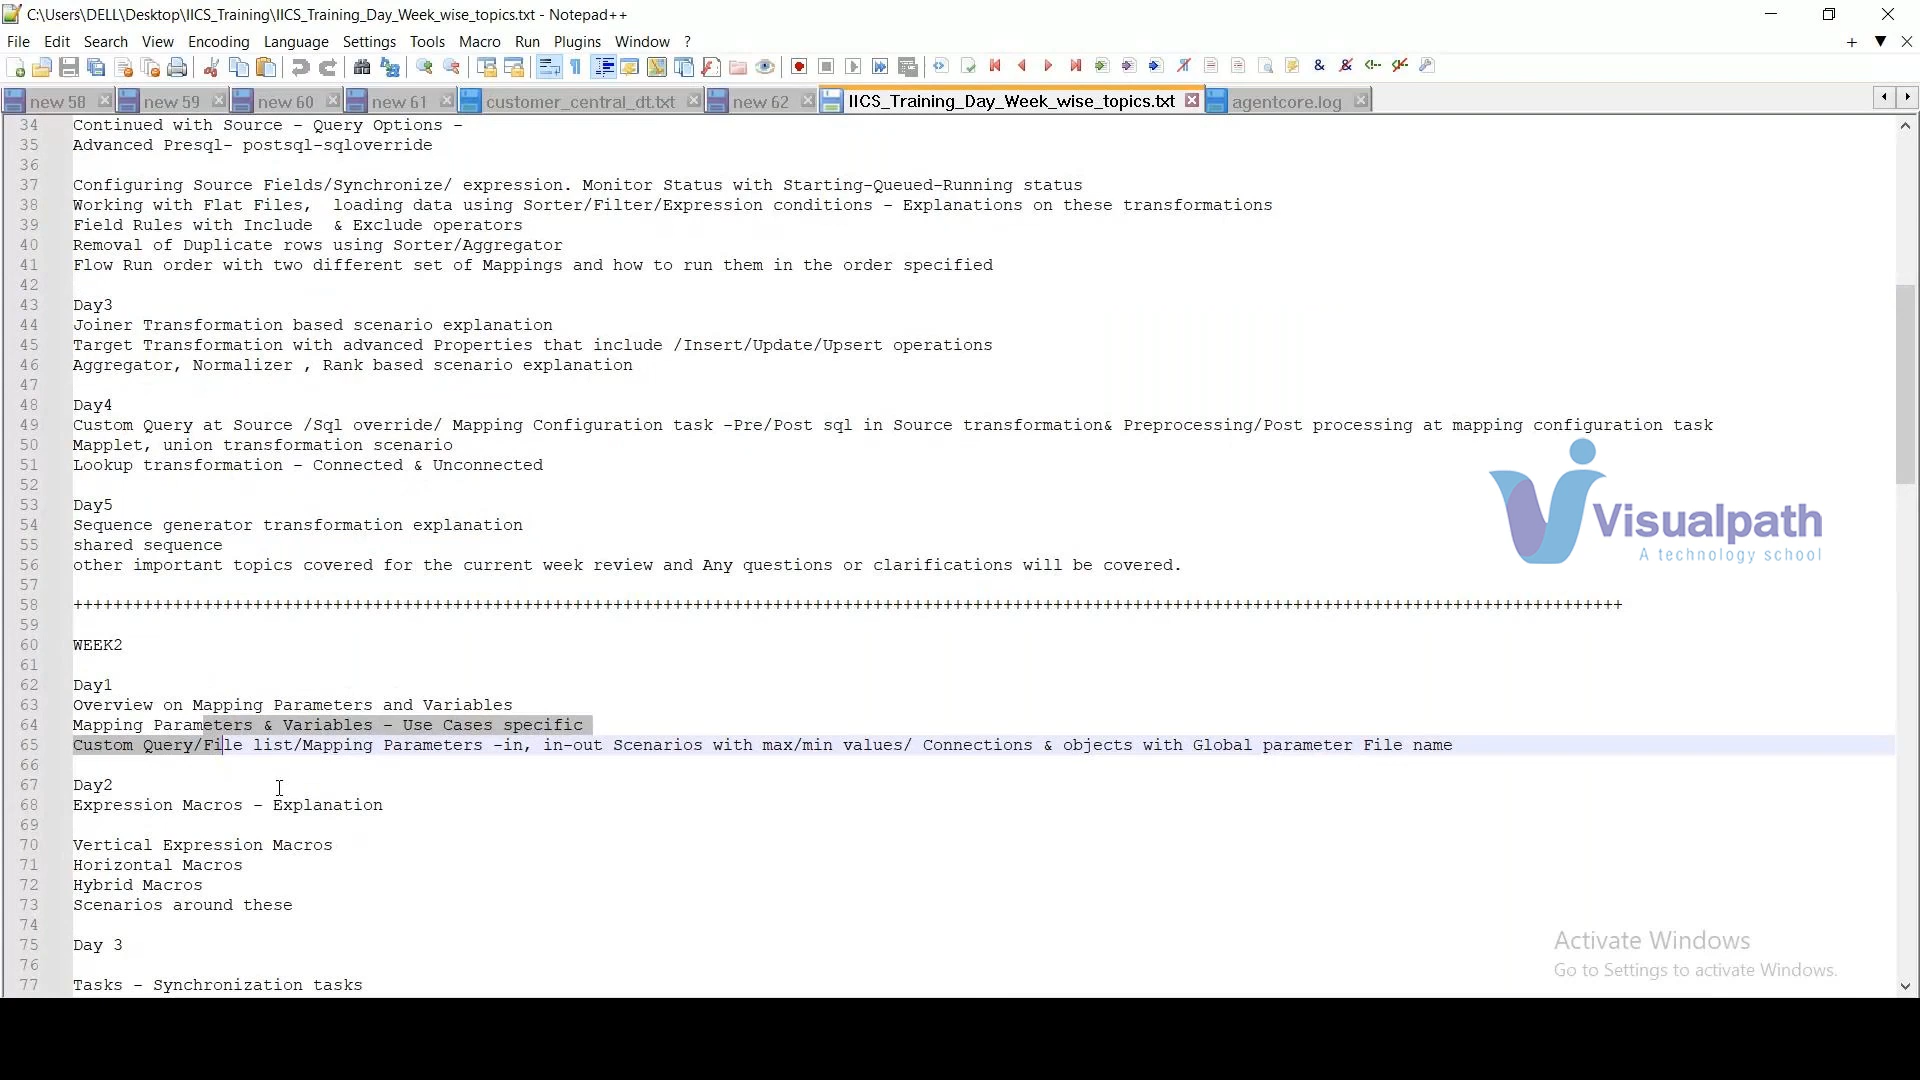 C:\Users\DELL\Desktop\IICS_Training\IICS_Training_Day_Week_wise_topics.txt - Notepad++
File Edit Search View Encoding Language Settings Tools Macro Run Plugins Window ?
new 58 new 59 new 60 new 61 customer_central_dt.txt new 62 IICS_Training_Day_Week_wise_topics.txt agentcore.log
34 Continued with Source - Query Options -
35 Advanced Presql- postsql-sqloverride
36
37 Configuring Source Fields/Synchronize/ expression. Monitor Status with Starting-Queued-Running status
38 Working with Flat Files,  loading data using Sorter/Filter/Expression conditions - Explanations on these transformations
39 Field Rules with Include  & Exclude operators
40 Removal of Duplicate rows using Sorter/Aggregator
41 Flow Run order with two different set of Mappings and how to run them in the order specified
42
43 Day3
44 Joiner Transformation based scenario explanation
45 Target Transformation with advanced Properties that include /Insert/Update/Upsert operations
46 Aggregator, Normalizer , Rank based scenario explanation
47
48 Day4
49 Custom Query at Source /Sql override/ Mapping Configuration task -Pre/Post sql in Source transformation& Preprocessing/Post processing at mapping configuration task
50 Mapplet, union transformation scenario
51 Lookup transformation - Connected & Unconnected
52
53 Day5
54 Sequence generator transformation explanation
55 shared sequence
56 other important topics covered for the current week review and Any questions or clarifications will be covered.
57
58 +++++++++++++++++++++++++++++++++++++++++++++++++++++++++++++++++++++++++++++++++++++++++++++++++++++++++++++++++++++++++++++++++++++++++++++++++++++++++++
59
60 WEEK2
61
62 Day1
63 Overview on Mapping Parameters and Variables
64 Mapping Parameters & Variables - Use Cases specific
65 Custom Query/File list/Mapping Parameters -in, in-out Scenarios with max/min values/ Connections & objects with Global parameter File name
66
67 Day2
68 Expression Macros - Explanation
69
70 Vertical Expression Macros
71 Horizontal Macros
72 Hybrid Macros
73 Scenarios around these
74
75 Day 3
76
77 Tasks - Synchronization tasks
Visualpath
A technology school
Activate Windows
Go to Settings to activate Windows.